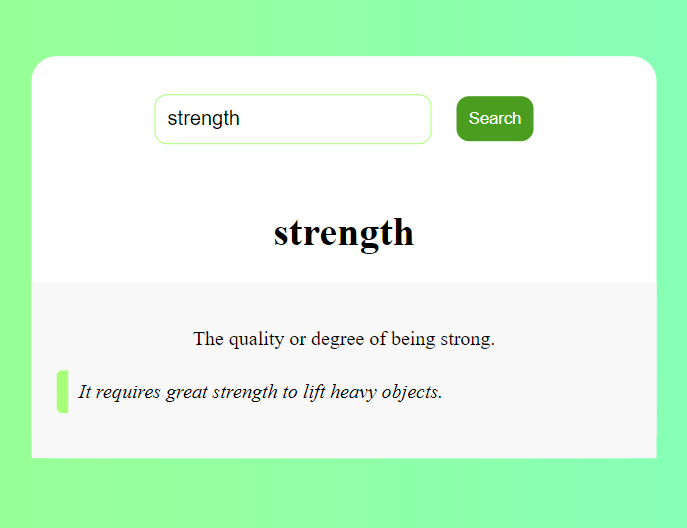 strength
Search
strength
The quality or degree of being strong.
It requires great strength to lift heavy objects.